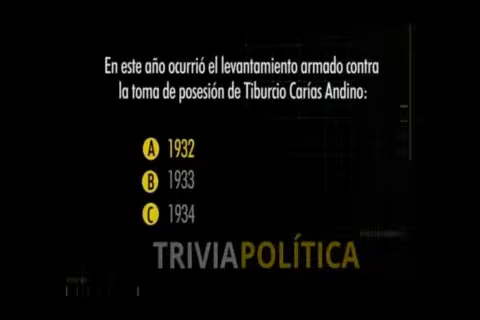 En este año ocurrió el levantamiento armado contra
la toma de posesión de Tiburcio Carías Andino:
A 1932
B 1933
C 1934
TRIVIAPOLÍTICA